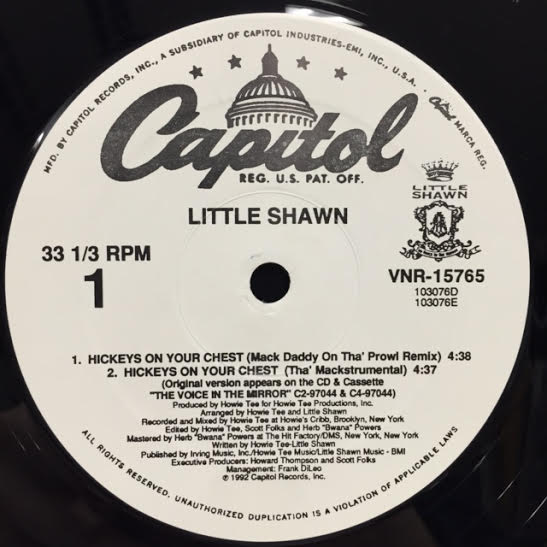 MFD. BY CAPITOL RECORDS, INC., A SUBSIDIARY OF CAPITOL INDUSTRIES-EMI, INC., U.S.A. · Capitol MARCA REG.
Capitol
REG. U.S. PAT. OFF.
LITTLE SHAWN
LITTLE
SHAWN
33 1/3 RPM
1
VNR-15765
103076D
103076E
1. HICKEYS ON YOUR CHEST (Mack Daddy On Tha' Prowl Remix) 4:38
2. HICKEYS ON YOUR CHEST (Tha' Mackstrumental) 4:37
(Original version appears on the CD & Cassette
"THE VOICE IN THE MIRROR" C2-97044 & C4-97044)
Produced by Howie Tee for Howie Tee Productions, Inc.
Arranged by Howie Tee and Little Shawn
Recorded and Mixed by Howie Tee at Howie's Cribb, Brooklyn, New York
Edited by Howie Tee, Scott Folks and Herb "Bwana" Powers
Mastered by Herb "Bwana" Powers at The Hit Factory/DMS, New York, New York
Written by Howie Tee-Little Shawn
Published by Irving Music, Inc./Howie Tee Music/Little Shawn Music - BMI
Executive Producers: Howard Thompson and Scott Folks
Management: Frank DiLeo
℗ 1992 Capitol Records, Inc.
ALL RIGHTS RESERVED. UNAUTHORIZED DUPLICATION IS A VIOLATION OF APPLICABLE LAWS